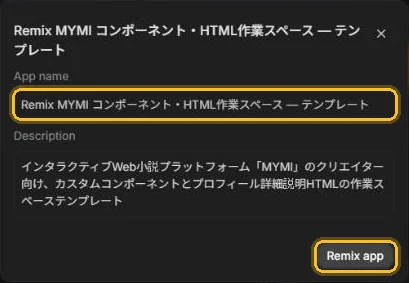 Remix MYMI コンポーネント・HTML作業スペース — テン
プレート
App name
Remix MYMI コンポーネント・HTML作業スペース — テンプレート
Description
インタラクティブWeb小説プラットフォーム「MYMI」のクリエイター
向け、カスタムコンポーネントとプロフィール詳細説明HTMLの作業ス
ペーステンプレート
Remix app